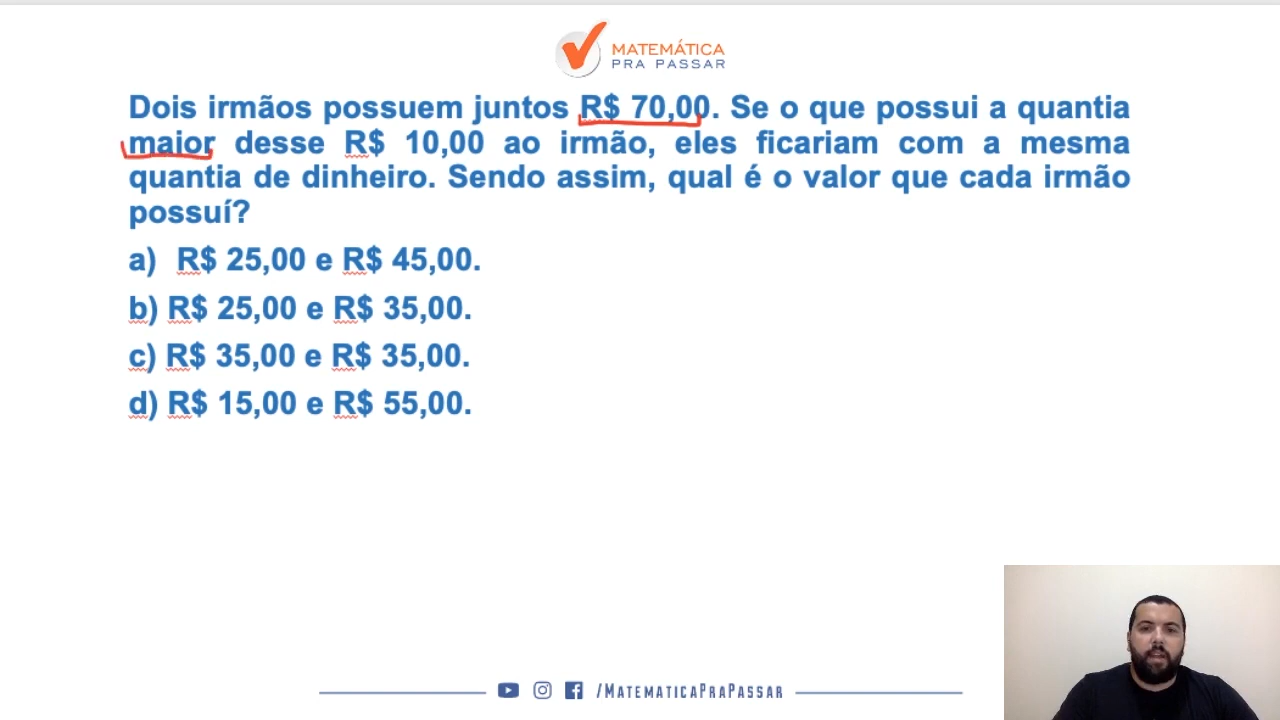 MATEMÁTICA
PRA PASSAR
Dois irmãos possuem juntos R$ 70,00. Se o que possui a quantia
maior desse R$ 10,00 ao irmão, eles ficariam com a mesma
quantia de dinheiro. Sendo assim, qual é o valor que cada irmão
possuí?
a) R$ 25,00 e R$ 45,00.
b) R$ 25,00 e R$ 35,00.
c) R$ 35,00 e R$ 35,00.
d) R$ 15,00 e R$ 55,00.
/MATEMATICAPRAPASSAR